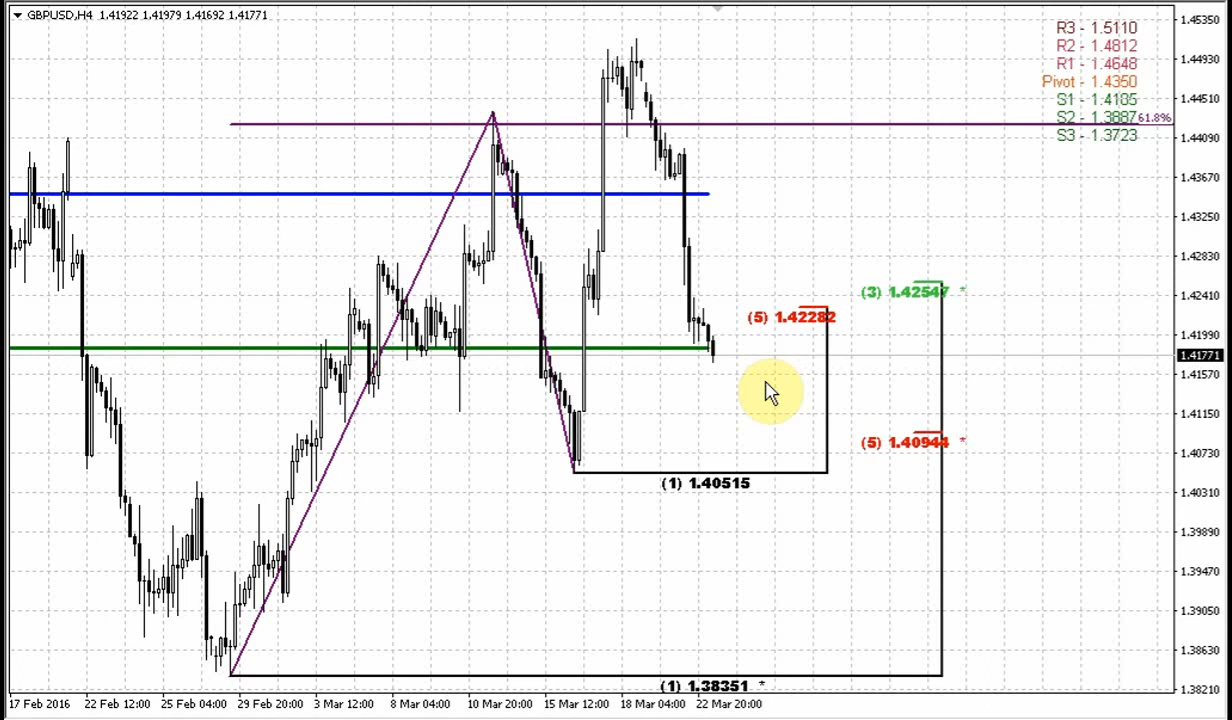 GBPUSD,H4 1.41922 1.41979 1.41692 1.41771
R3 - 1.5110
R2 - 1.4812
R1 - 1.4648
Pivot - 1.4350
S1 - 1.4185
S2 - 1.3887
S3 - 1.3723
61.8%
1.45350
1.44930
1.44510
1.44090
1.43670
1.43250
1.42830
1.42410
1.41990
1.41771
1.41570
1.41150
1.40730
1.40310
1.39890
1.39470
1.39050
1.38630
1.38210
(3) 1.42547 *
(5) 1.42282
(5) 1.40944 *
(1) 1.40515
(1) 1.38351 *
17 Feb 2016 22 Feb 12:00 25 Feb 04:00 29 Feb 20:00 3 Mar 12:00 8 Mar 04:00 10 Mar 20:00 15 Mar 12:00 18 Mar 04:00 22 Mar 20:00